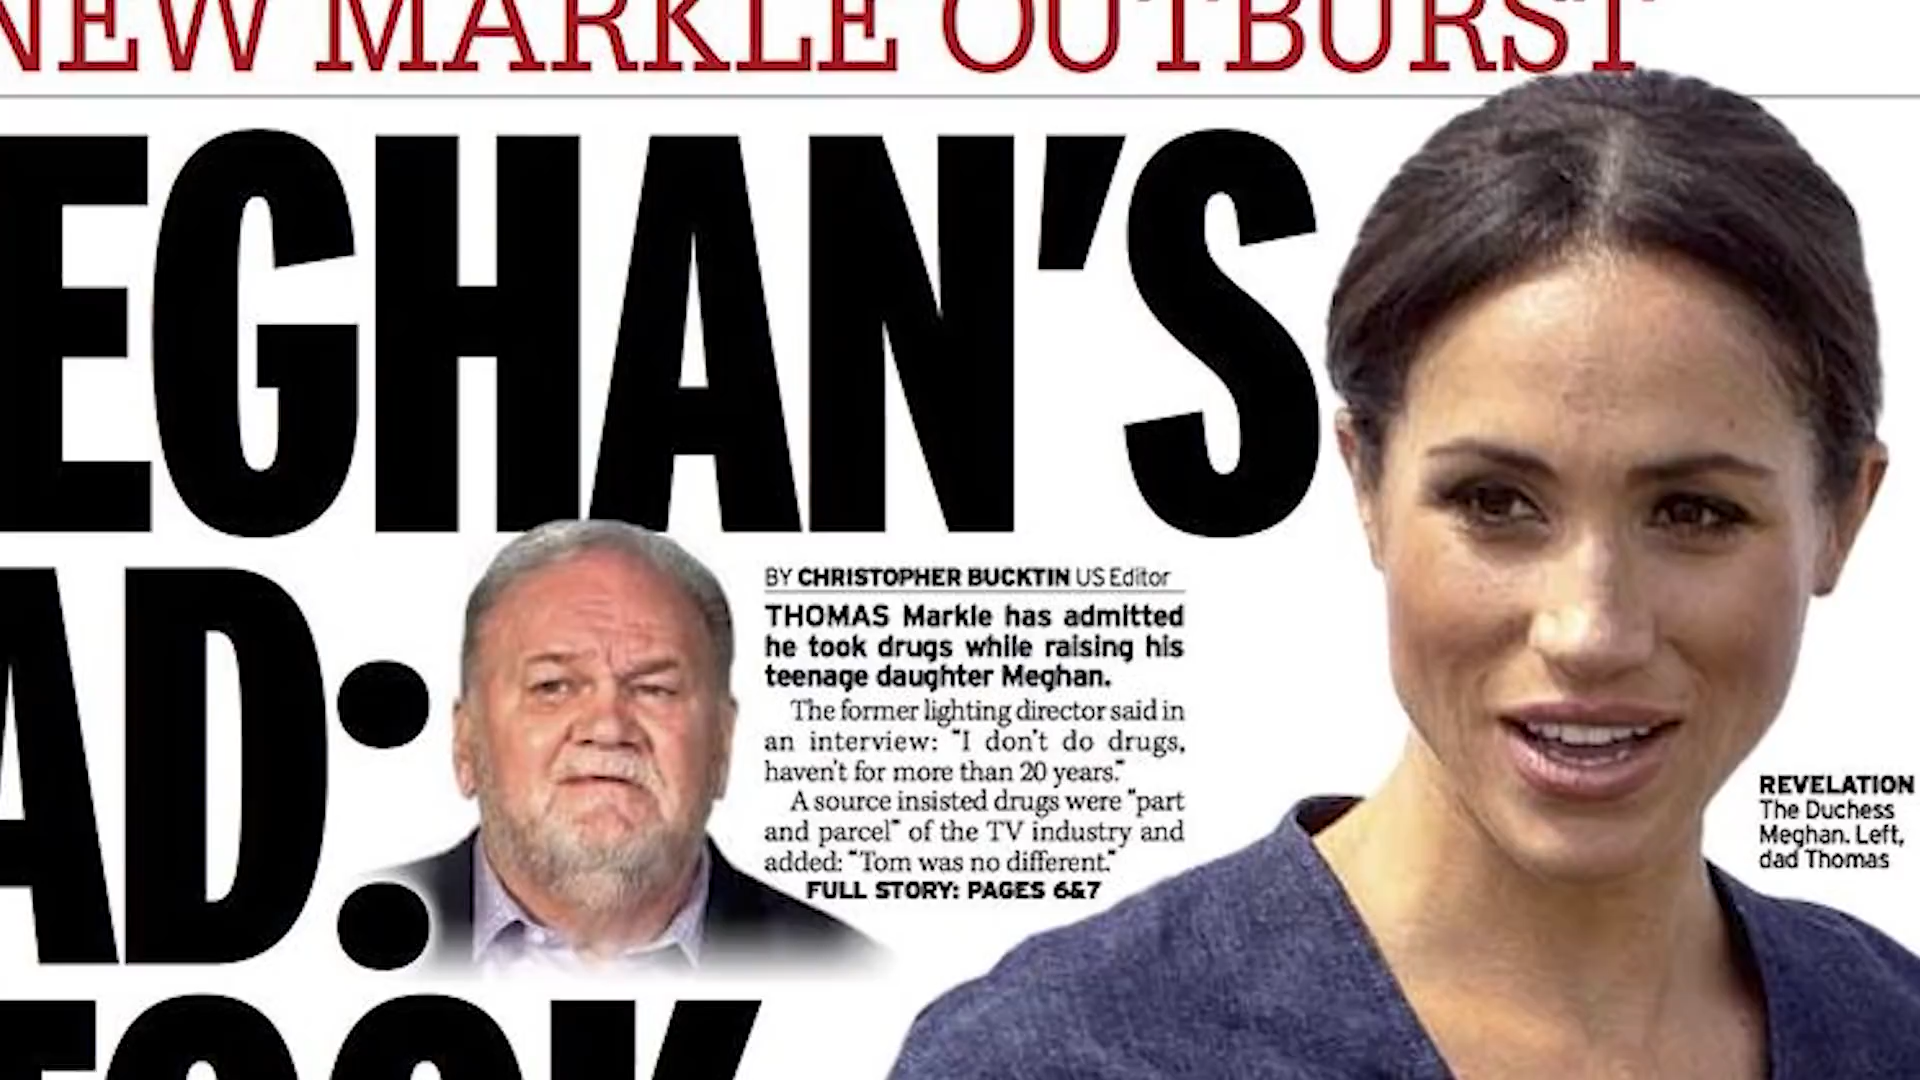 NEW MARKLE OUTBURST
EGHAN'S
AD:
TOOK
BY CHRISTOPHER BUCKTIN US Editor
THOMAS Markle has admitted
he took drugs while raising his
teenage daughter Meghan.
The former lighting director said in
an interview: "I don't do drugs,
haven't for more than 20 years."
A source insisted drugs were "part
and parcel" of the TV industry and
added: "Tom was no different."
FULL STORY: PAGES 6&7
REVELATION
The Duchess
Meghan. Left,
dad Thomas